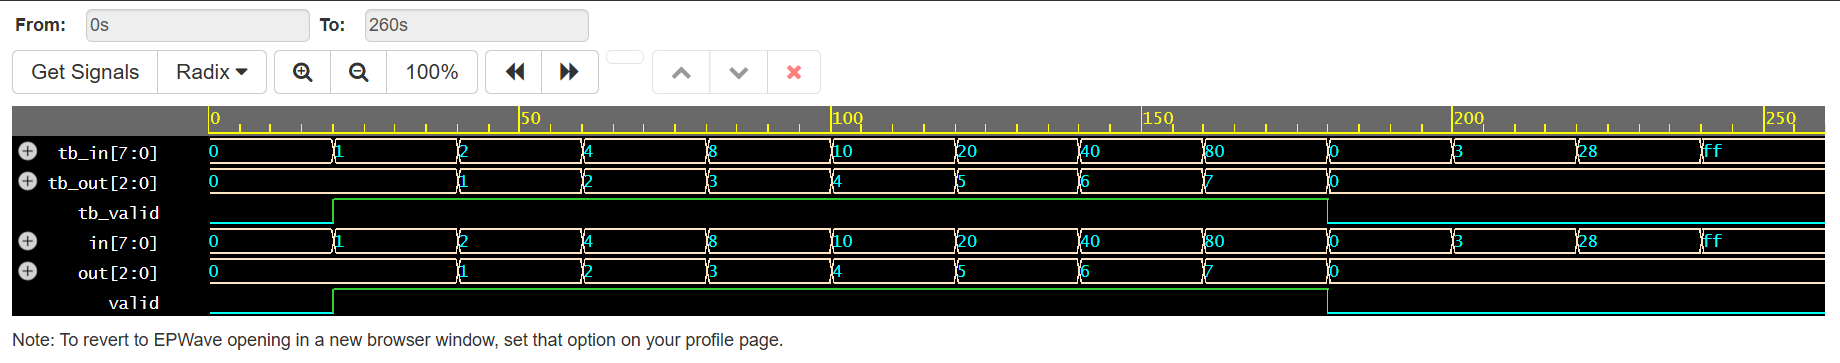 From: 0s To: 260s
Get Signals Radix 100%
0 50 100 150 200 250
tb_in[7:0] 0 1 2 4 8 10 20 40 80 0 3 28 ff
tb_out[2:0] 0 1 2 3 4 5 6 7 0
tb_valid
in[7:0] 0 1 2 4 8 10 20 40 80 0 3 28 ff
out[2:0] 0 1 2 3 4 5 6 7 0
valid
Note: To revert to EPWave opening in a new browser window, set that option on your profile page.